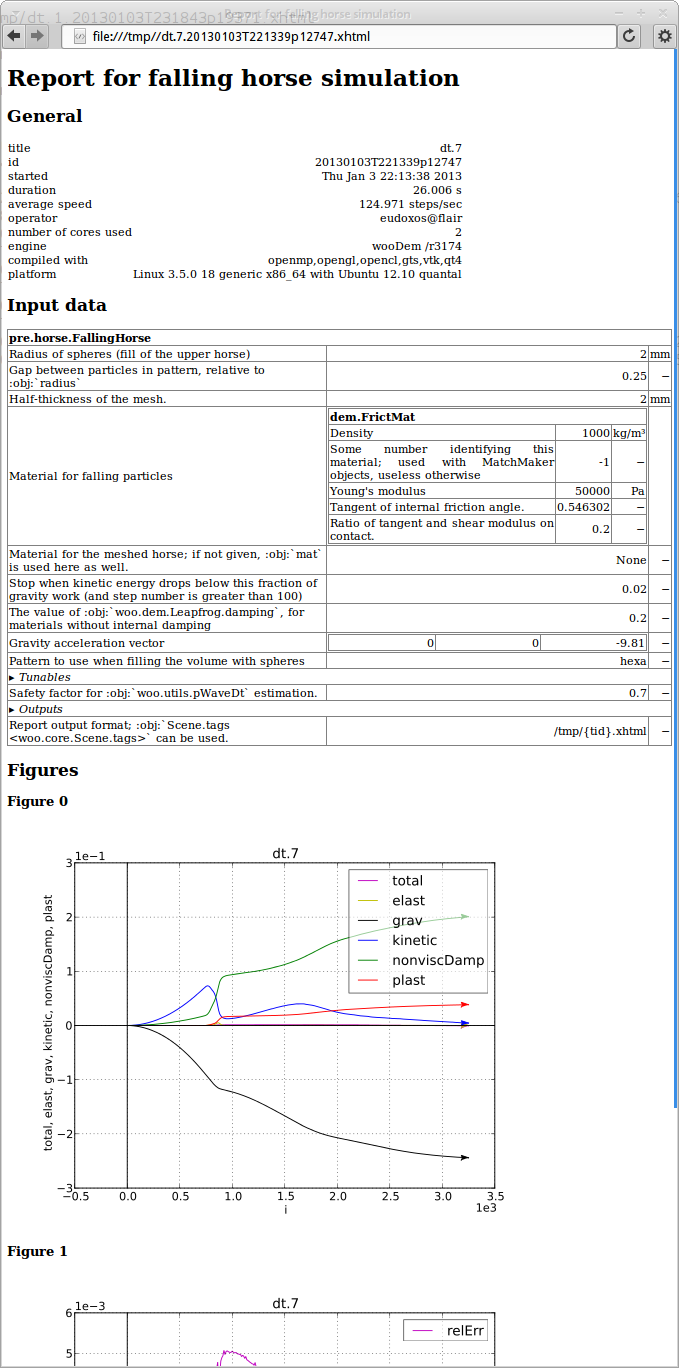 Report for falling horse simulation
mp/dt_1_20130103T231843p1
file:///tmp//dt.7.20130103T221339p12747.xhtml
Report for falling horse simulation
General
title dt.7
id 20130103T221339p12747
started Thu Jan 3 22:13:38 2013
duration 26.006 s
average speed 124.971 steps/sec
operator eudoxos@flair
number of cores used 2
engine wooDem /r3174
compiled with openmp,opengl,opencl,gts,vtk,qt4
platform Linux 3.5.0 18 generic x86_64 with Ubuntu 12.10 quantal
Input data
pre.horse.FallingHorse
Radius of spheres (fill of the upper horse) 2 mm
Gap between particles in pattern, relative to
:obj:`radius` 0.25 −
Half-thickness of the mesh. 2 mm
Material for falling particles
dem.FrictMat
Density 1000 kg/m³
Some number identifying this
material; used with MatchMaker -1 −
objects, useless otherwise
Young's modulus 50000 Pa
Tangent of internal friction angle. 0.546302 −
Ratio of tangent and shear modulus on
contact. 0.2 −
Material for the meshed horse; if not given, :obj:`mat`
is used here as well. None −
Stop when kinetic energy drops below this fraction of
gravity work (and step number is greater than 100) 0.02 −
The value of :obj:`woo.dem.Leapfrog.damping`, for
materials without internal damping 0.2 −
Gravity acceleration vector 0 0 -9.81 −
Pattern to use when filling the volume with spheres hexa −
▸ Tunables
Safety factor for :obj:`woo.utils.pWaveDt` estimation. 0.7 −
▸ Outputs
Report output format; :obj:`Scene.tags
<woo.core.Scene.tags>` can be used. /tmp/{tid}.xhtml −
Figures
Figure 0
dt.7
1e−1
3
2
1
0
−1
−2
−3
total, elast, grav, kinetic, nonviscDamp, plast
total
elast
grav
kinetic
nonviscDamp
plast
−0.5 0.0 0.5 1.0 1.5 2.0 2.5 3.0 3.5
1e3
i
Figure 1
dt.7
1e−3
6
5
relErr